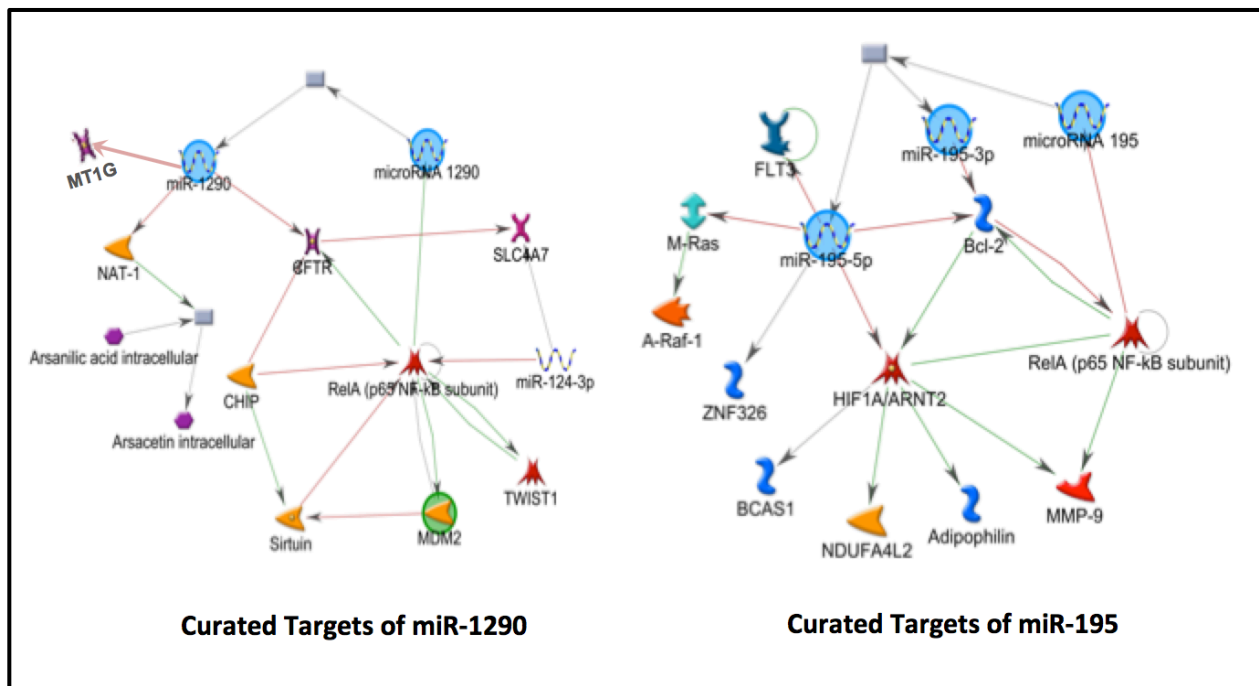 MT1G
miR-1290
microRNA 1290
NAT-1
CFTR
SLC4A7
Arsanilic acid intracellular
CHIP
RelA (p65 NF-kB subunit)
miR-124-3p
Arsacetin intracellular
TWIST1
Sirtuin
MDM2
Curated Targets of miR-1290
FLT3
miR-195-3p
microRNA 195
M-Ras
miR-195-5p
Bcl-2
A-Raf-1
RelA (p65 NF-kB subunit)
ZNF326
HIF1A/ARNT2
BCAS1
NDUFA4L2
Adipophilin
MMP-9
Curated Targets of miR-195